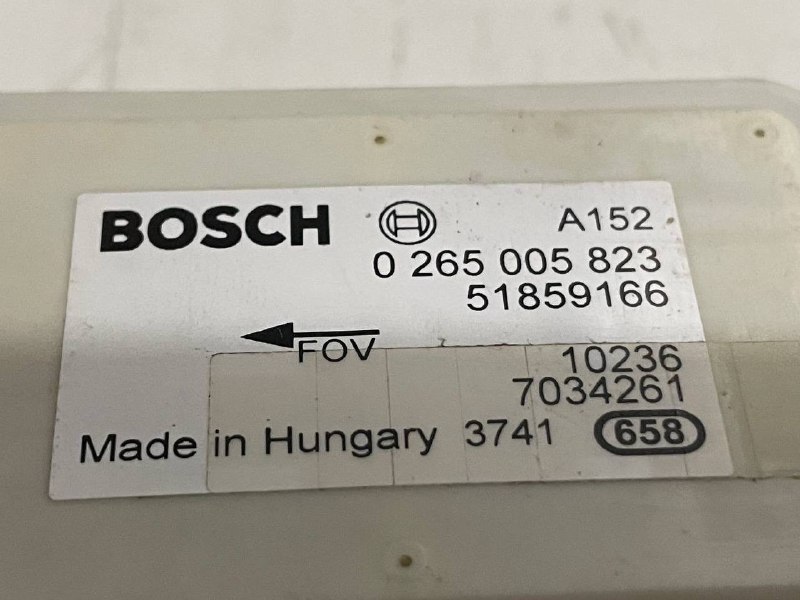 BOSCH A152
0 265 005 823
51859166
FOV
10236
7034261
Made in Hungary 3741 658